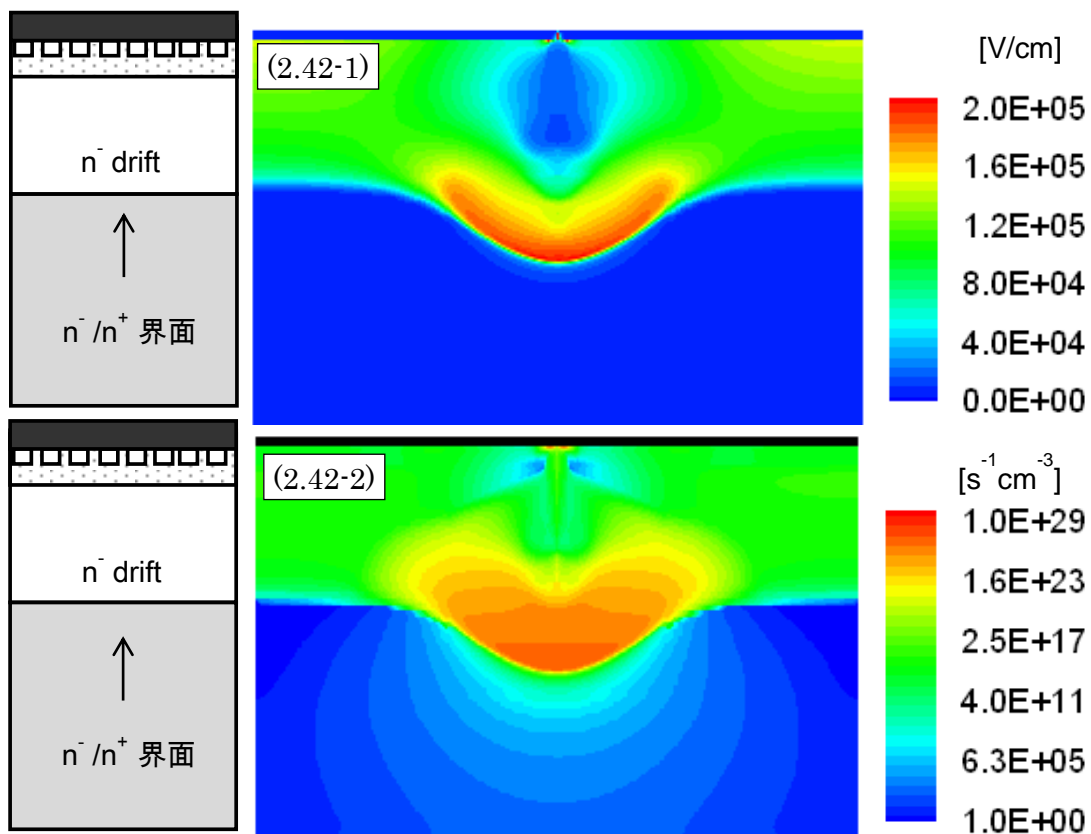 (2.42-1)
n⁻ drift
n⁻/n⁺ 界面
[V/cm]
2.0E+05
1.6E+05
1.2E+05
8.0E+04
4.0E+04
0.0E+00
(2.42-2)
n⁻ drift
n⁻/n⁺ 界面
[s⁻¹cm⁻³]
1.0E+29
1.6E+23
2.5E+17
4.0E+11
6.3E+05
1.0E+00